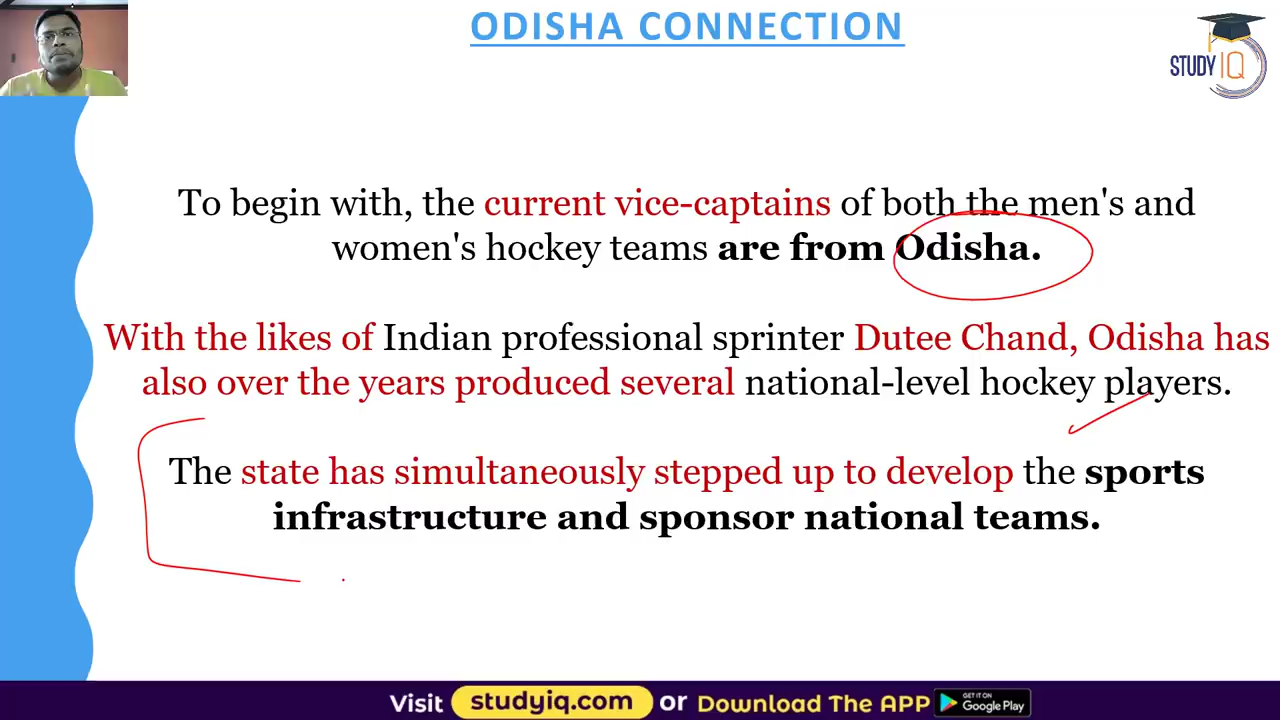 ODISHA CONNECTION
STUDY IQ
To begin with, the current vice-captains of both the men's and
women's hockey teams are from Odisha.
With the likes of Indian professional sprinter Dutee Chand, Odisha has
also over the years produced several national-level hockey players.
The state has simultaneously stepped up to develop the sports
infrastructure and sponsor national teams.
Visit studyiq.com or Download The APP GET IT ON Google Play